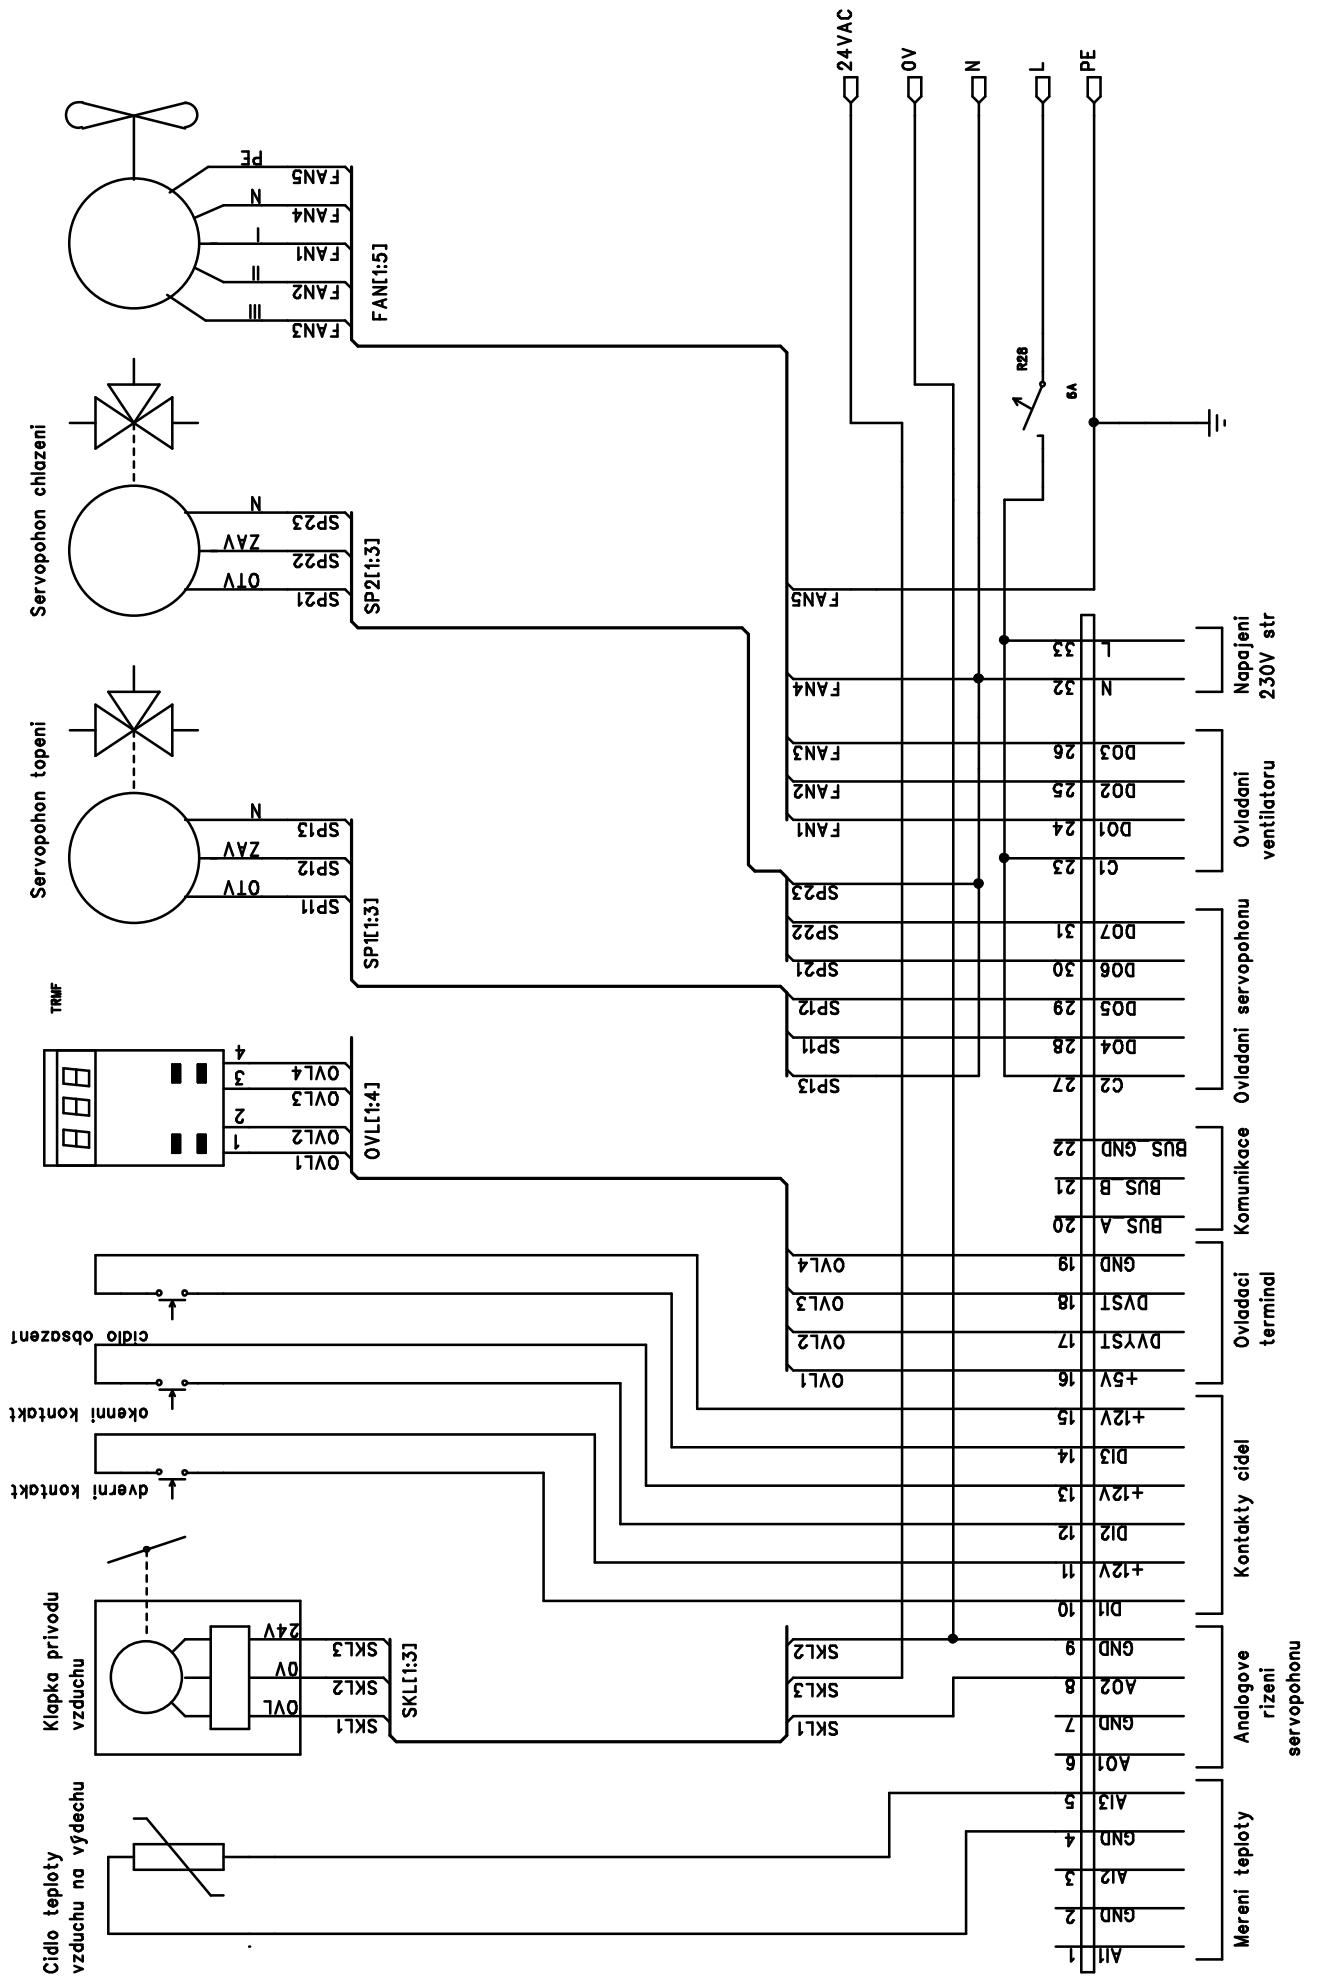 24VAC
0V
N
L
PE
R28
6A
PE
FAN5
N
FAN4
I
FAN1
II
FAN2
III
FAN3
FAN[1:5]
Servopohon chlazeni
N
SP23
ZAV
SP22
OTV
SP21
SP2[1:3]
Servopohon topeni
N
SP13
ZAV
SP12
OTV
SP11
SP1[1:3]
TRMF
4
OVL4
3
OVL3
2
OVL2
1
OVL1
OVL[1:4]
cidlo obsazení
okenni kontakt
dverni kontakt
Klapka privodu
vzduchu
24V
SKL3
0V
SKL2
OVL
SKL1
SKL[1:3]
Cidlo teploty
vzduchu na výdechu
FAN5
FAN4
FAN3
FAN2
FAN1
SP23
SP22
SP21
SP12
SP11
SP13
OVL4
OVL3
OVL2
OVL1
SKL2
SKL3
SKL1
33 L
32 N
Napajeni
230V str
26 DO3
25 DO2
24 DO1
23 C1
Ovladani
ventilatoru
31 DO7
30 DO6
29 DO5
28 DO4
27 C2
Ovladani servopohonu
22 BUS_GND
21 BUS_B
20 BUS_A
Komunikace
19 GND
18 DVST
17 DVYST
16 +5V
Ovladaci
terminal
15 +12V
14 DI3
13 +12V
12 DI2
11 +12V
10 DI1
Kontakty cidel
9 GND
8 AO2
7 GND
6 AO1
Analogove
rizeni
servopohonu
5 AI3
4 GND
3 AI2
2 GND
1 AI1
Mereni teploty